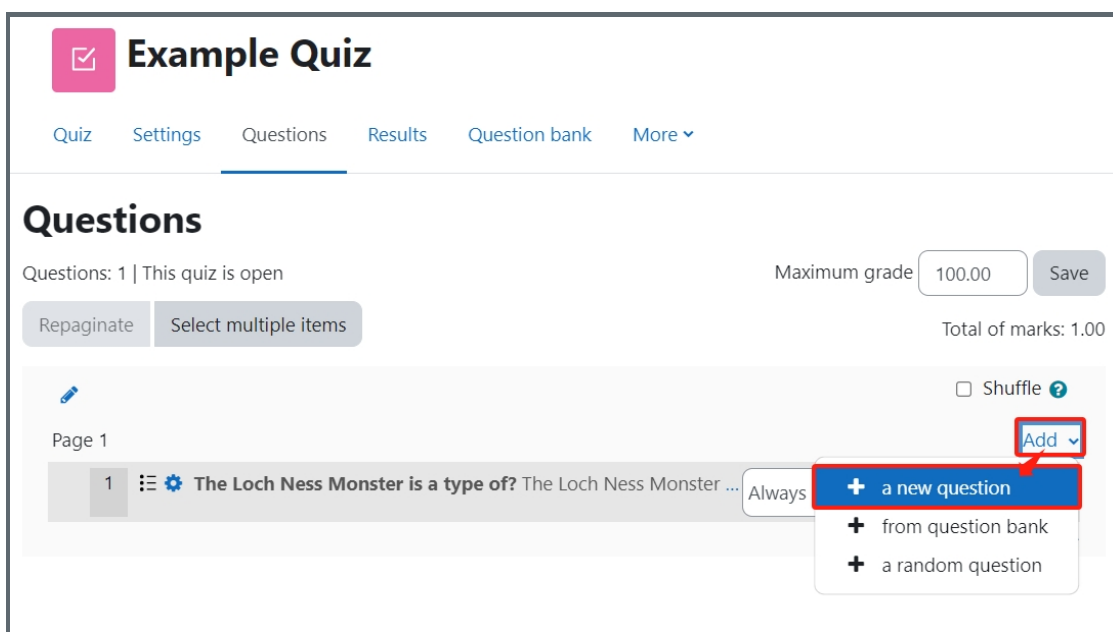 Example Quiz
Quiz Settings Questions Results Question bank More
Questions
Questions: 1 | This quiz is open
Maximum grade 100.00 Save
Repaginate Select multiple items
Total of marks: 1.00
Shuffle ?
Page 1
Add
1 The Loch Ness Monster is a type of? The Loch Ness Monster ... Always
+ a new question
+ from question bank
+ a random question